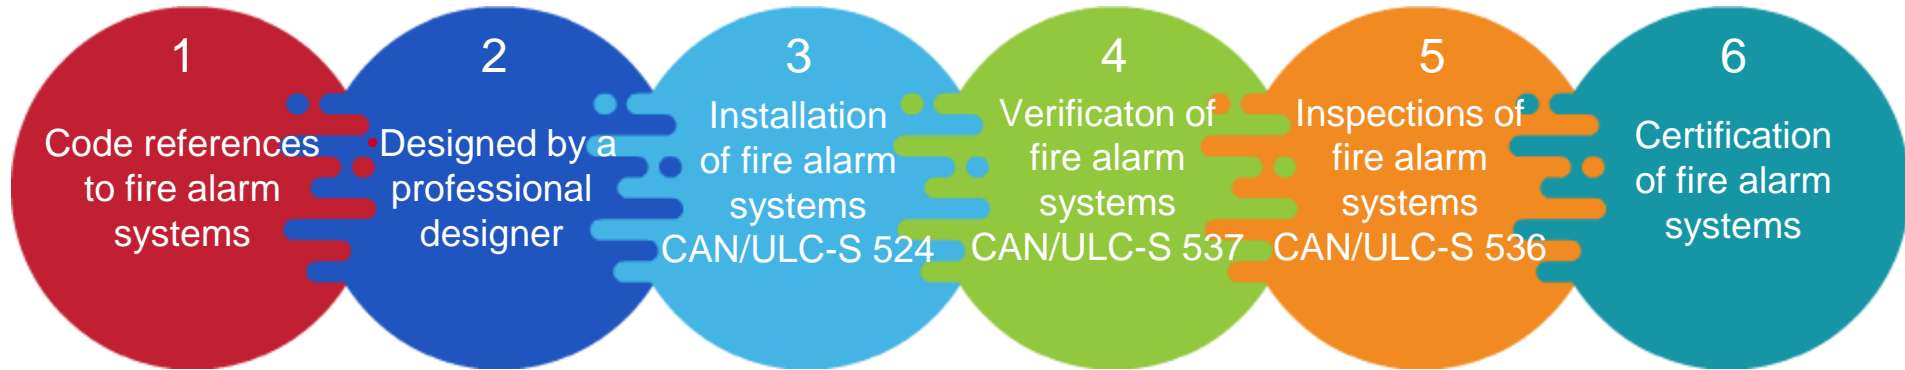 1
Code references
to fire alarm
systems
2
•Designed by a
professional
designer
3
Installation
of fire alarm
systems
CAN/ULC-S 524
4
Verificaton of
fire alarm
systems
CAN/ULC-S 537
5
Inspections of
fire alarm
systems
CAN/ULC-S 536
6
Certification
of fire alarm
systems